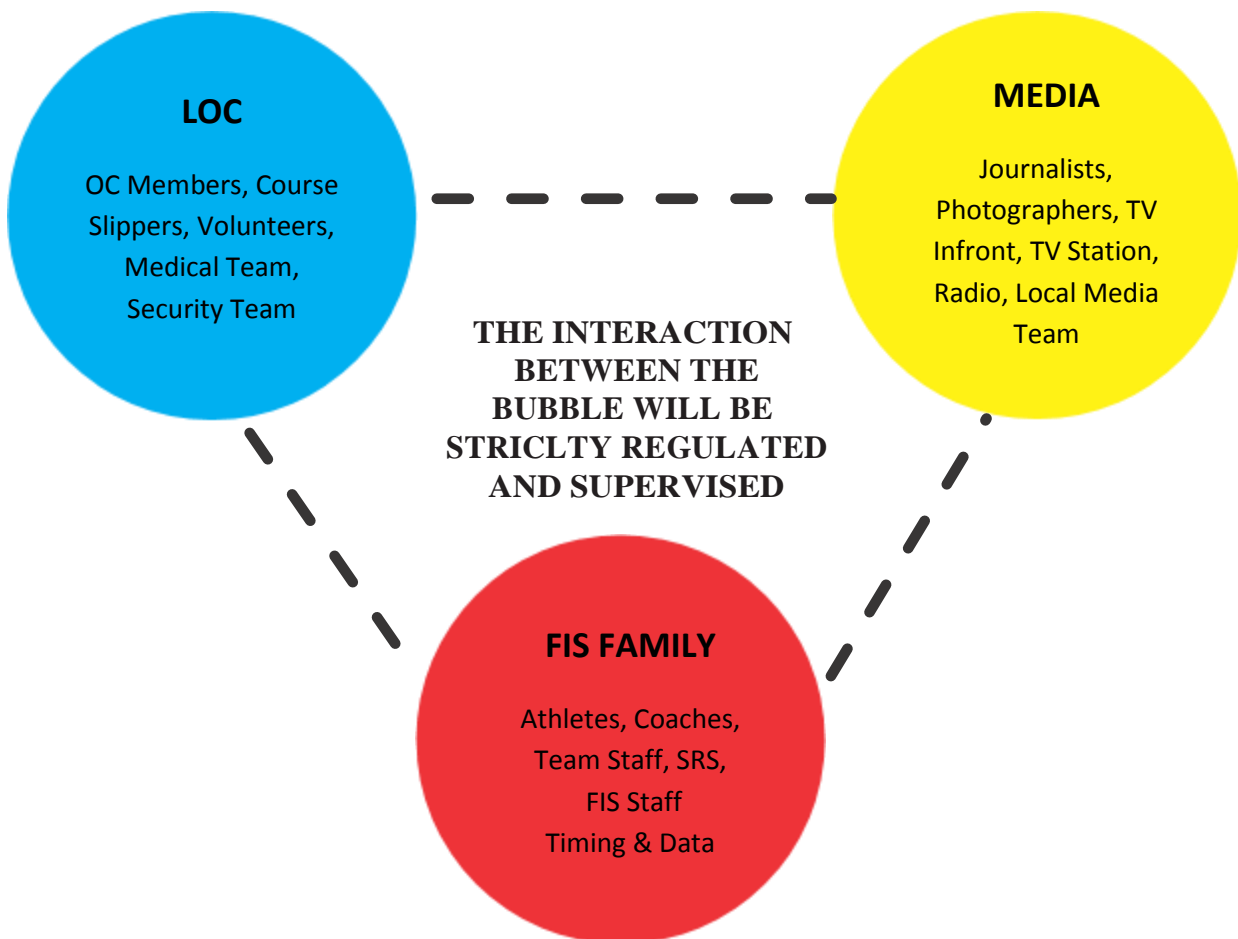 LOC
OC Members, Course
Slippers, Volunteers,
Medical Team,
Security Team
MEDIA
Journalists,
Photographers, TV
Infront, TV Station,
Radio, Local Media
Team
THE INTERACTION
BETWEEN THE
BUBBLE WILL BE
STRICLTY REGULATED
AND SUPERVISED
FIS FAMILY
Athletes, Coaches,
Team Staff, SRS,
FIS Staff
Timing & Data